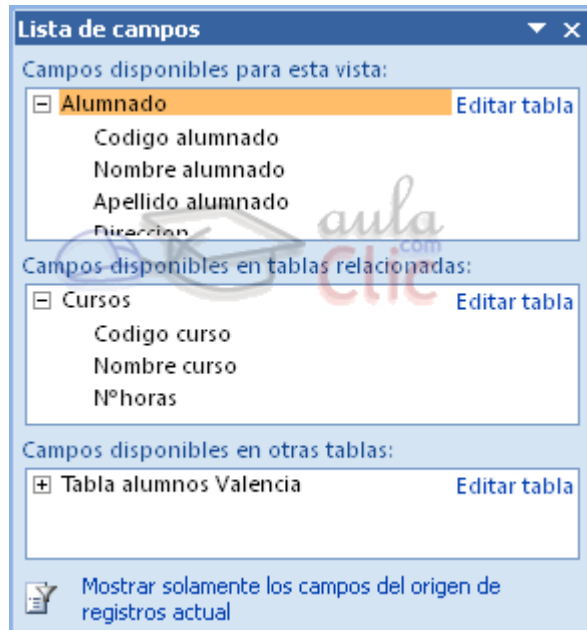 Lista de campos
Campos disponibles para esta vista:
Alumnado Editar tabla
Codigo alumnado
Nombre alumnado
Apellido alumnado
Direccion
aula
.com
Clic
Campos disponibles en tablas relacionadas:
Cursos Editar tabla
Codigo curso
Nombre curso
Nºhoras
Campos disponibles en otras tablas:
Tabla alumnos Valencia Editar tabla
Mostrar solamente los campos del origen de
registros actual